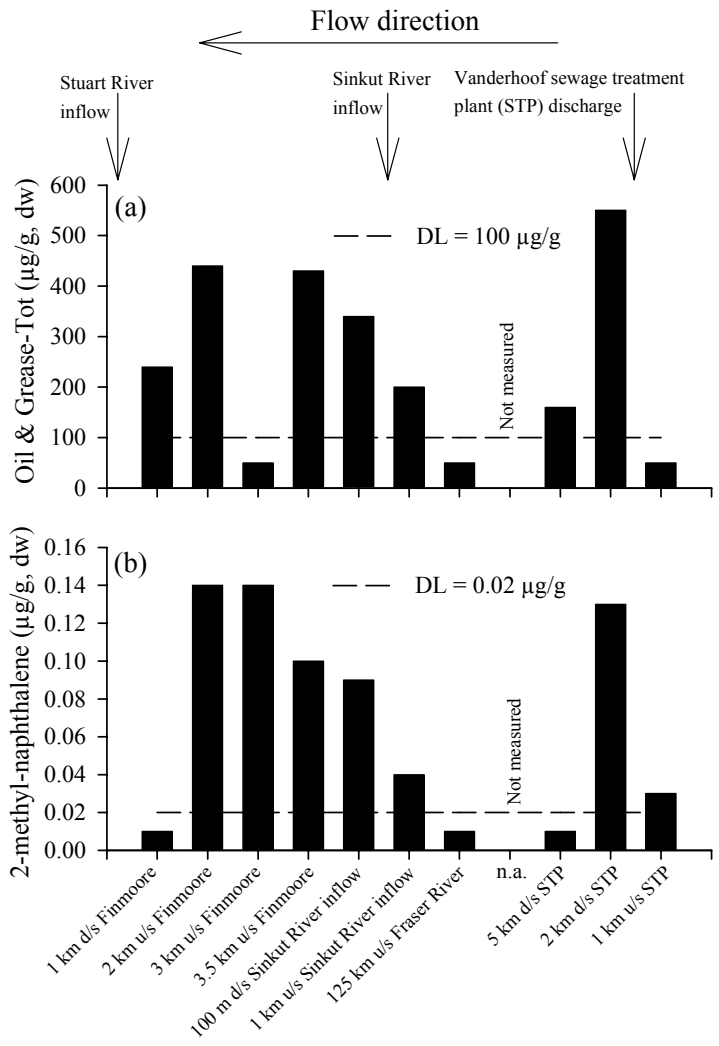 Flow direction
Stuart River
inflow
Sinkut River
inflow
Vanderhoof sewage treatment
plant (STP) discharge
Oil & Grease-Tot (µg/g, dw)
600
500
400
300
200
100
0
(a)
DL = 100 µg/g
Not measured
2-methyl-naphthalene (µg/g, dw)
0.16
0.14
0.12
0.10
0.08
0.06
0.04
0.02
0.00
(b)
DL = 0.02 µg/g
Not measured
1 km d/s Finmoore
2 km u/s Finmoore
3 km u/s Finmoore
3.5 km u/s Finmoore
100 m d/s Sinkut River inflow
1 km u/s Sinkut River inflow
125 km u/s Fraser River
n.a.
5 km d/s STP
2 km d/s STP
1 km u/s STP